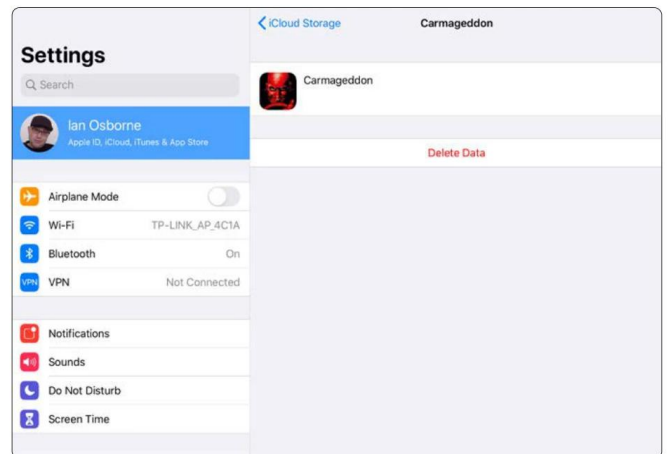 iCloud Storage
Carmageddon
Settings
Search
Carmageddon
Ian Osborne
Apple ID, iCloud, iTunes & App Store
Delete Data
Airplane Mode
Wi-Fi TP-LINK_AP_4C1A
Bluetooth On
VPN VPN Not Connected
Notifications
Sounds
Do Not Disturb
Screen Time